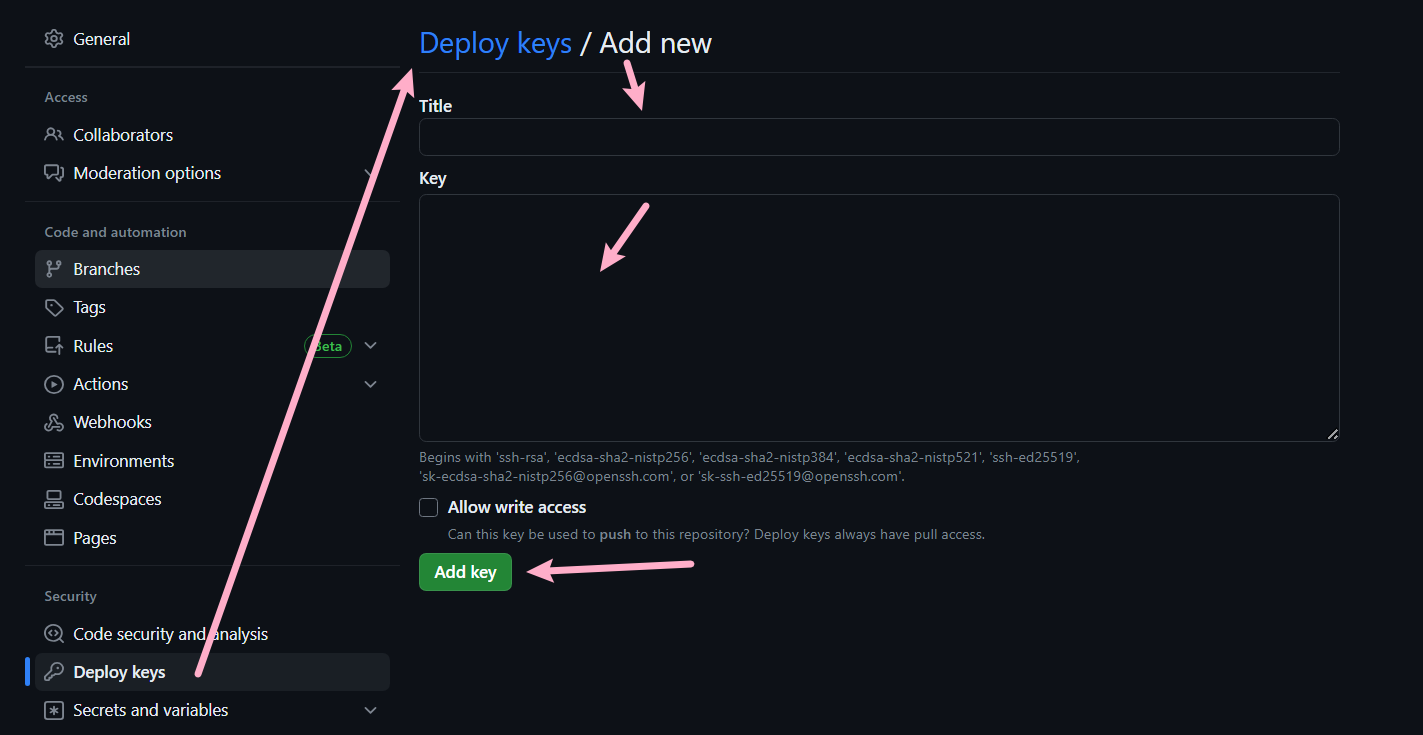 General
Access
Collaborators
Moderation options
Code and automation
Branches
Tags
Rules Beta
Actions
Webhooks
Environments
Codespaces
Pages
Security
Code security and analysis
Deploy keys
Secrets and variables
Deploy keys / Add new
Title
Key
Begins with 'ssh-rsa', 'ecdsa-sha2-nistp256', 'ecdsa-sha2-nistp384', 'ecdsa-sha2-nistp521', 'ssh-ed25519',
'sk-ecdsa-sha2-nistp256@openssh.com', or 'sk-ssh-ed25519@openssh.com'.
Allow write access
Can this key be used to push to this repository? Deploy keys always have pull access.
Add key